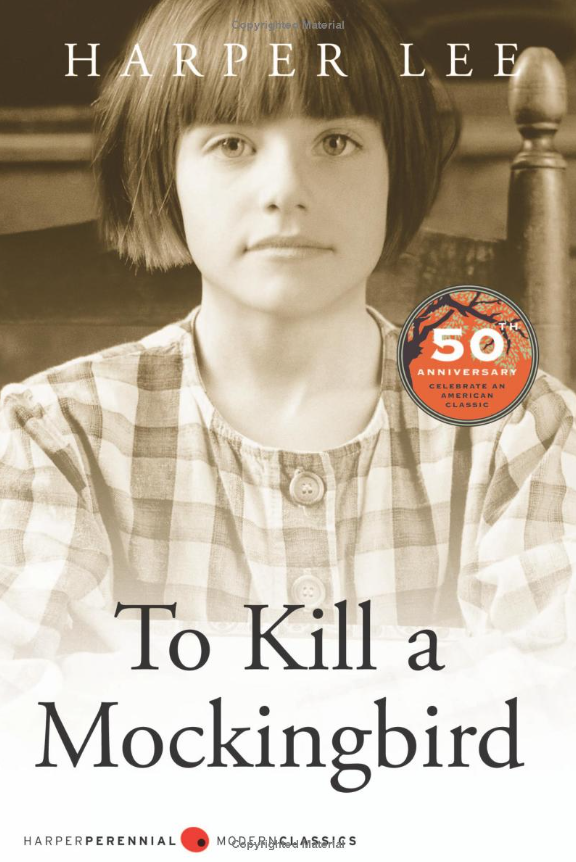 Copyrighted Material
HARPER LEE
50TH
ANNIVERSARY
CELEBRATE AN
AMERICAN
CLASSIC
To Kill a
Mockingbird
HARPERPERENNIAL MODERNCLASSICS
Copyrighted Material